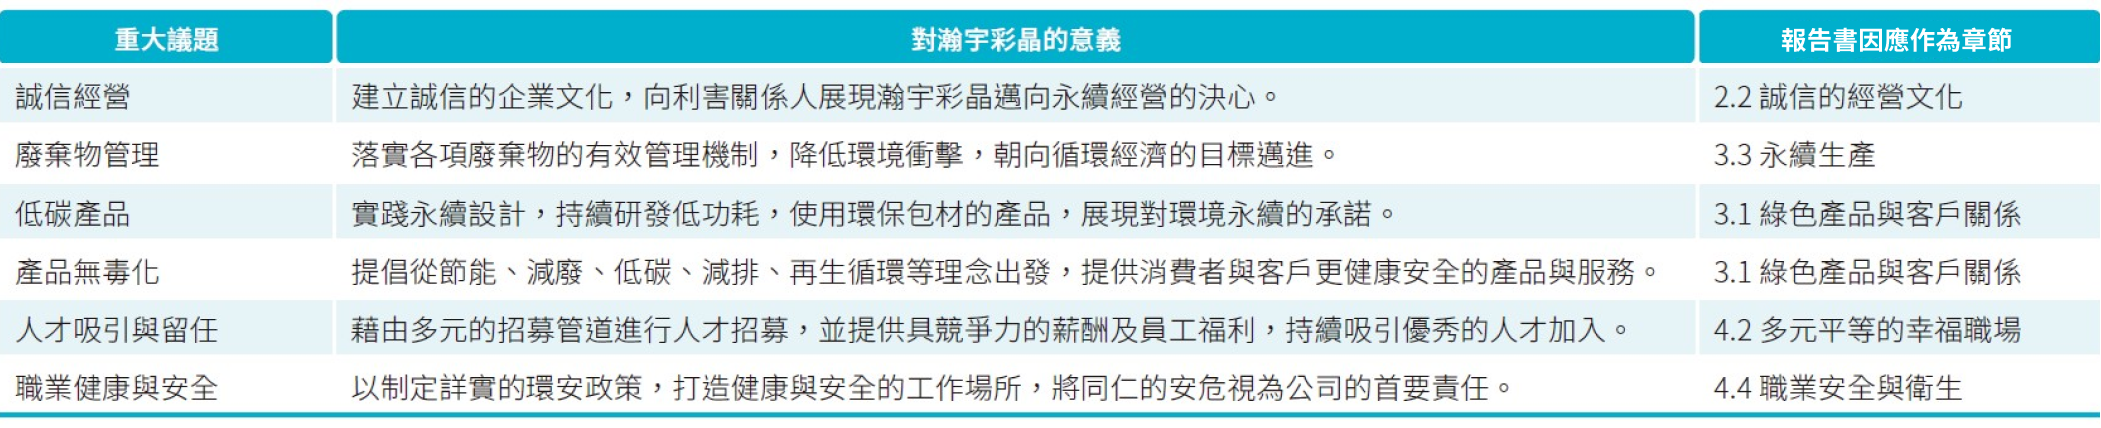 重大議題 對瀚宇彩晶的意義 報告書因應作為章節
誠信經營 建立誠信的企業文化，向利害關係人展現瀚宇彩晶邁向永續經營的決心。 2.2 誠信的經營文化
廢棄物管理 落實各項廢棄物的有效管理機制，降低環境衝擊，朝向循環經濟的目標邁進。 3.3 永續生產
低碳產品 實踐永續設計，持續研發低功耗，使用環保包材的產品，展現對環境永續的承諾。 3.1 綠色產品與客戶關係
產品無毒化 提倡從節能、減廢、低碳、減排、再生循環等理念出發，提供消費者與客戶更健康安全的產品與服務。 3.1 綠色產品與客戶關係
人才吸引與留任 藉由多元的招募管道進行人才招募，並提供具競爭力的薪酬及員工福利，持續吸引優秀的人才加入。 4.2 多元平等的幸福職場
職業健康與安全 以制定詳實的環安政策，打造健康與安全的工作場所，將同仁的安危視為公司的首要責任。 4.4 職業安全與衛生